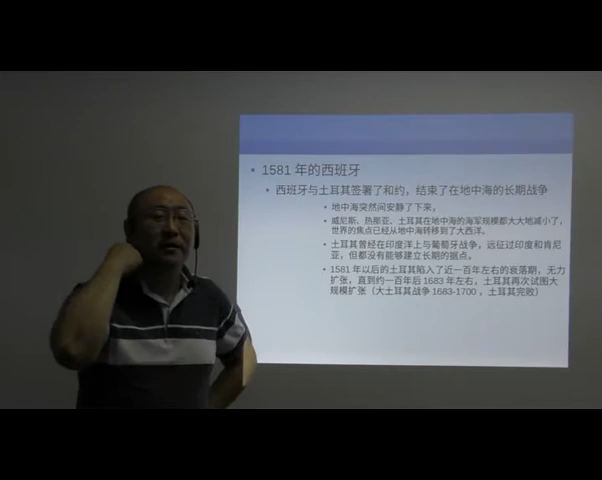 1581 年的西班牙
西班牙与土耳其签署了和约，结束了在地中海的长期战争
地中海突然间安静了下来，
威尼斯、热那亚、土耳其在地中海的海军规模都大大地减小了，
世界的焦点已经从地中海转移到了大西洋。
土耳其曾经在印度洋上与葡萄牙战争，远征过印度和肯尼
亚，但都没有能够建立长期的据点。
1581 年以后的土耳其陷入了近一百年左右的衰落期，无力
扩张，直到约一百年后 1683 年左右，土耳其再次试图大
规模扩张（大土耳其战争 1683-1700 ，土耳其完败）